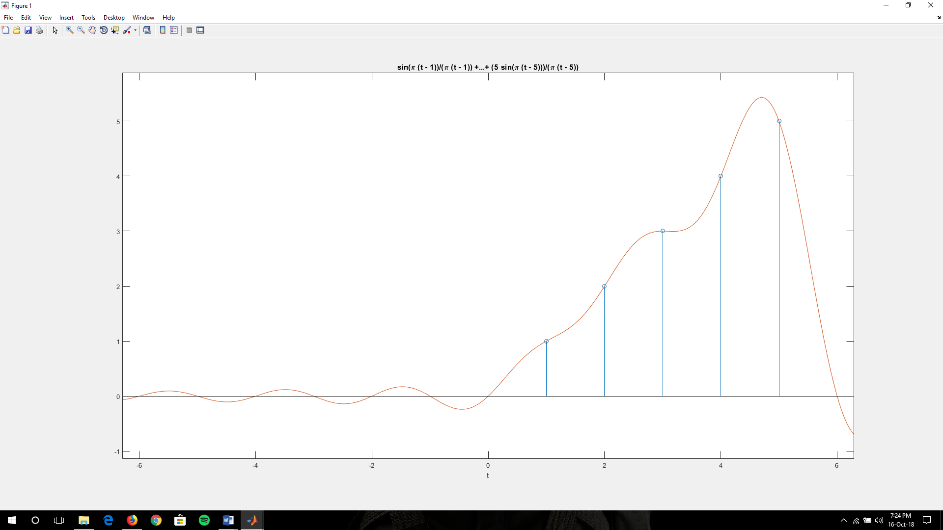 Figure 1
File Edit View Insert Tools Desktop Window Help
sin(π (t - 1))/(π (t - 1)) +...+ (5 sin(π (t - 5)))/(π (t - 5))
5
4
3
2
1
0
-1
-6 -4 -2 0 2 4 6
t
7:24 PM
16-Oct-18